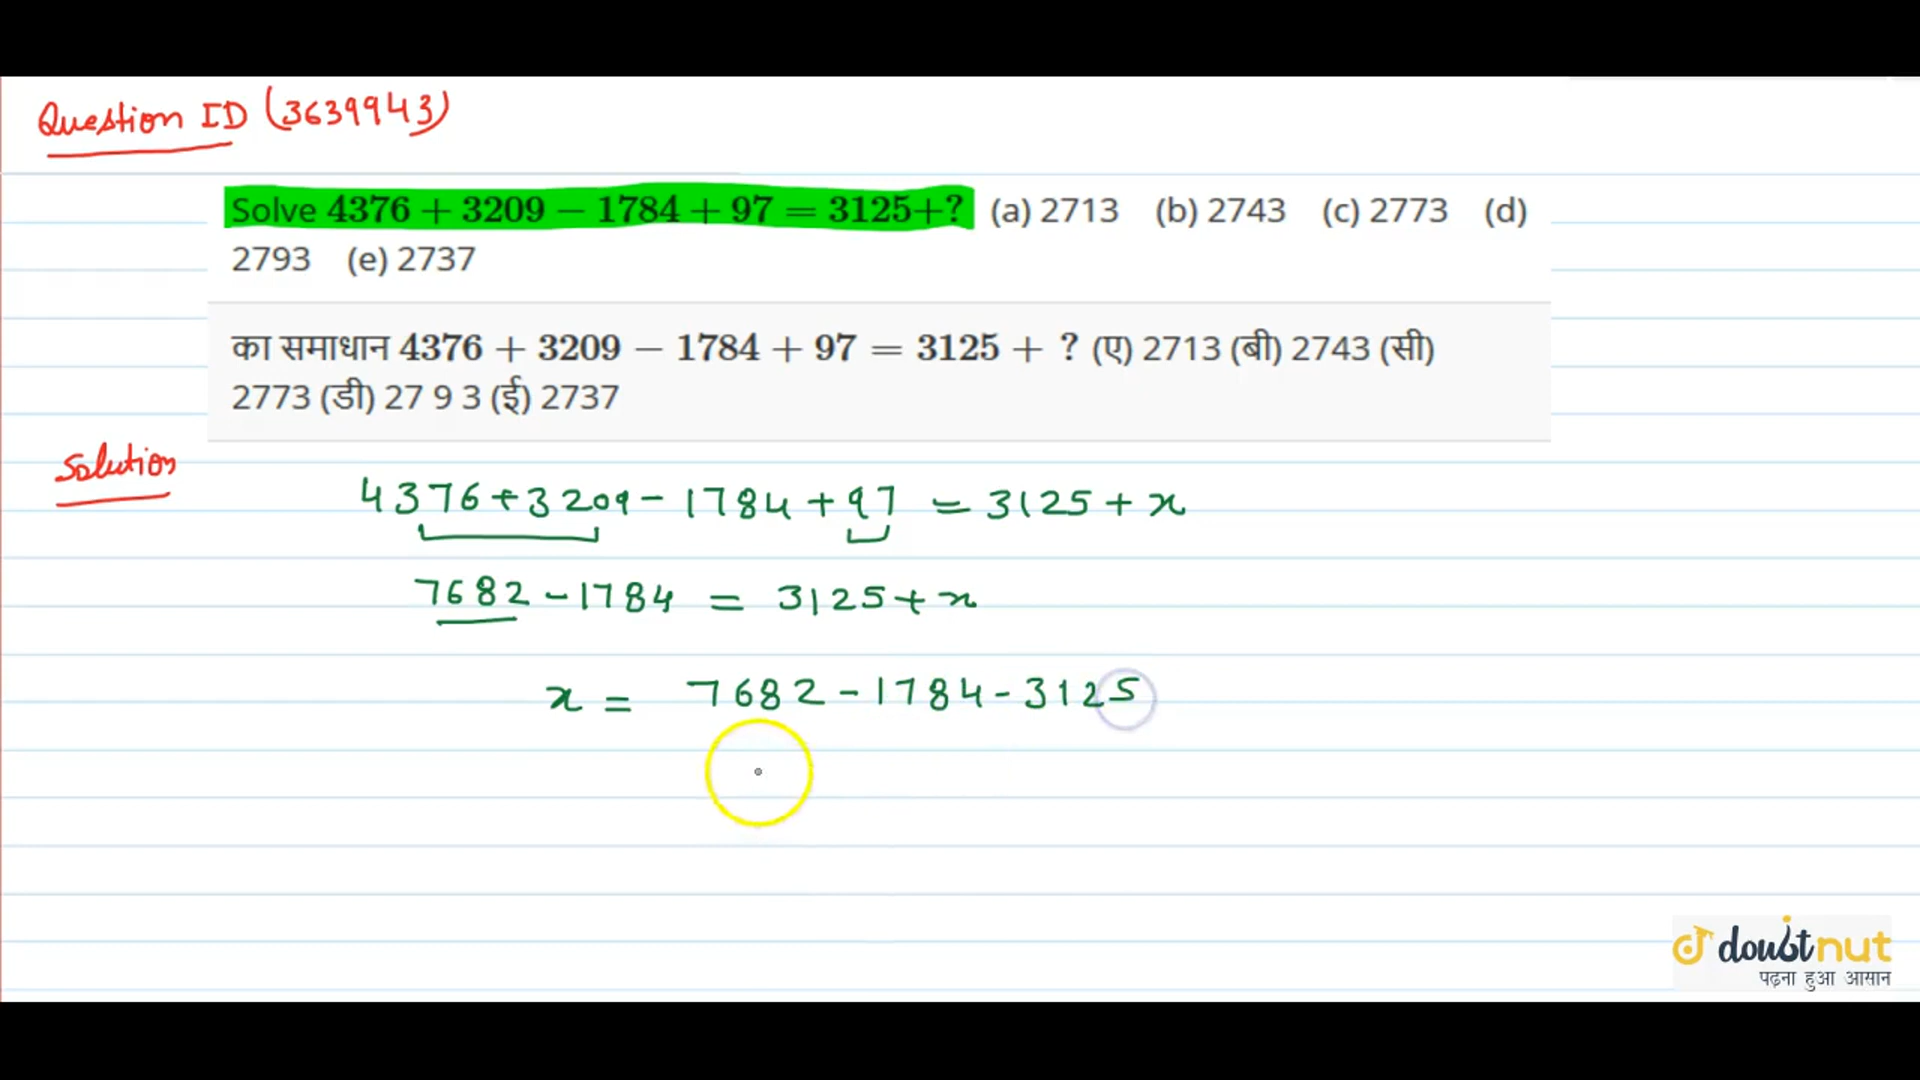 Question ID (3639943)
Solve 4376 + 3209 − 1784 + 97 = 3125+? (a) 2713 (b) 2743 (c) 2773 (d)
2793 (e) 2737
का समाधान 4376 + 3209 − 1784 + 97 = 3125 + ? (ए) 2713 (बी) 2743 (सी)
2773 (डी) 27 9 3 (ई) 2737
Solution
4376+3209-1784+97 = 3125+x
7682-1784 = 3125+x
x = 7682-1784-3125
doubtnut
पढ़ना हुआ आसान